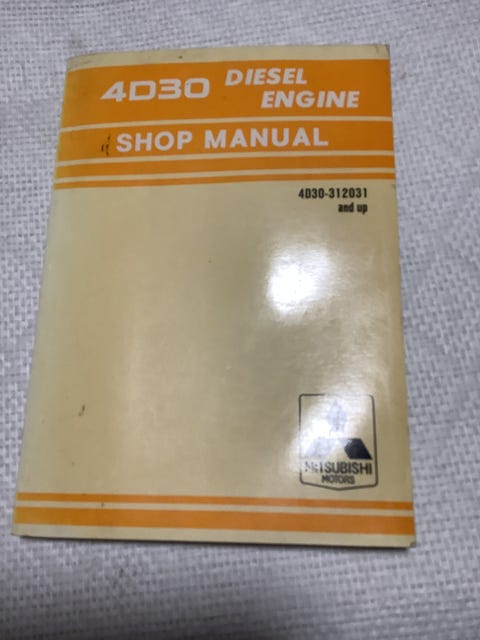 4D30 DIESEL
ENGINE
SHOP MANUAL
4D30-312031
and up
MITSUBISHI
MOTORS